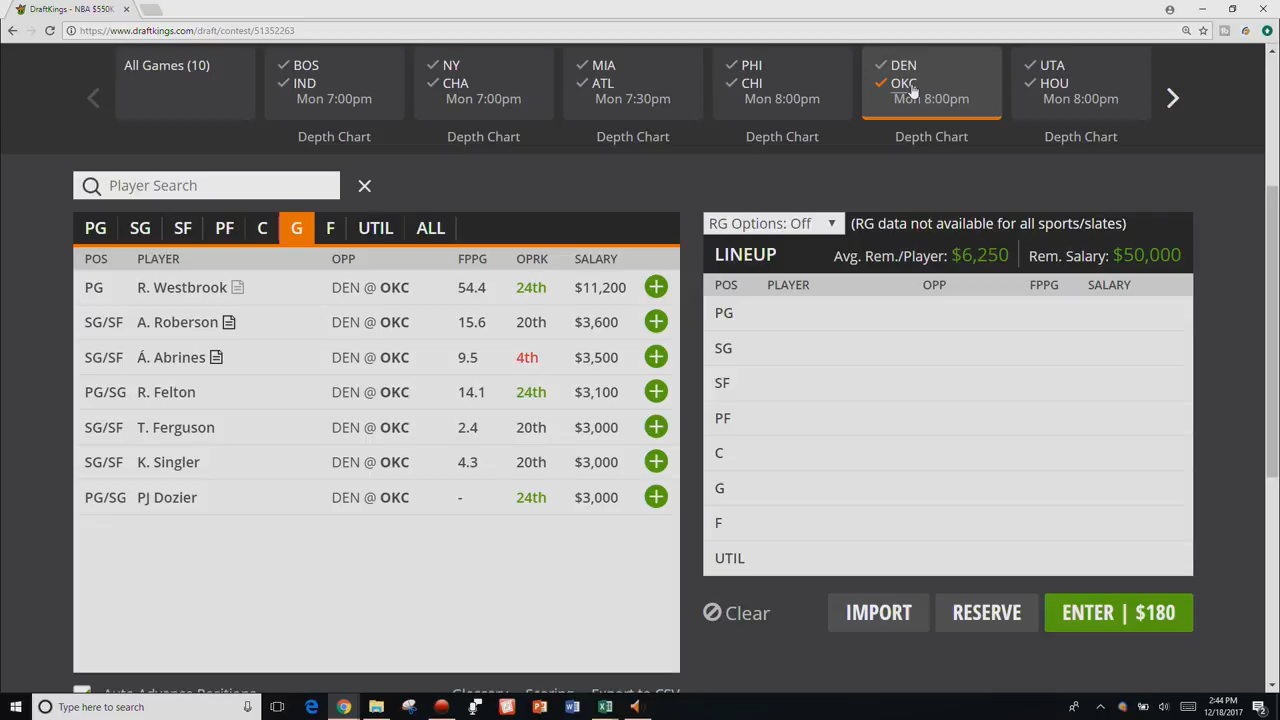 DraftKings - NBA $550K
https://www.draftkings.com/draft/contest/51352263
All Games (10)
BOS
IND
Mon 7:00pm
NY
CHA
Mon 7:00pm
MIA
ATL
Mon 7:30pm
PHI
CHI
Mon 8:00pm
DEN
OKC
Mon 8:00pm
UTA
HOU
Mon 8:00pm
Depth Chart Depth Chart Depth Chart Depth Chart Depth Chart Depth Chart
Player Search
PG SG SF PF C G F UTIL ALL
POS PLAYER OPP FPPG OPRK SALARY
PG R. Westbrook DEN @ OKC 54.4 24th $11,200
SG/SF A. Roberson DEN @ OKC 15.6 20th $3,600
SG/SF Á. Abrines DEN @ OKC 9.5 4th $3,500
PG/SG R. Felton DEN @ OKC 14.1 24th $3,100
SG/SF T. Ferguson DEN @ OKC 2.4 20th $3,000
SG/SF K. Singler DEN @ OKC 4.3 20th $3,000
PG/SG PJ Dozier DEN @ OKC - 24th $3,000
RG Options: Off (RG data not available for all sports/slates)
LINEUP Avg. Rem./Player: $6,250 Rem. Salary: $50,000
POS PLAYER OPP FPPG SALARY
PG
SG
SF
PF
C
G
F
UTIL
Clear IMPORT RESERVE ENTER | $180
Auto Advance Positions Glossary Scoring Export to CSV
Type here to search
2:44 PM
12/18/2017